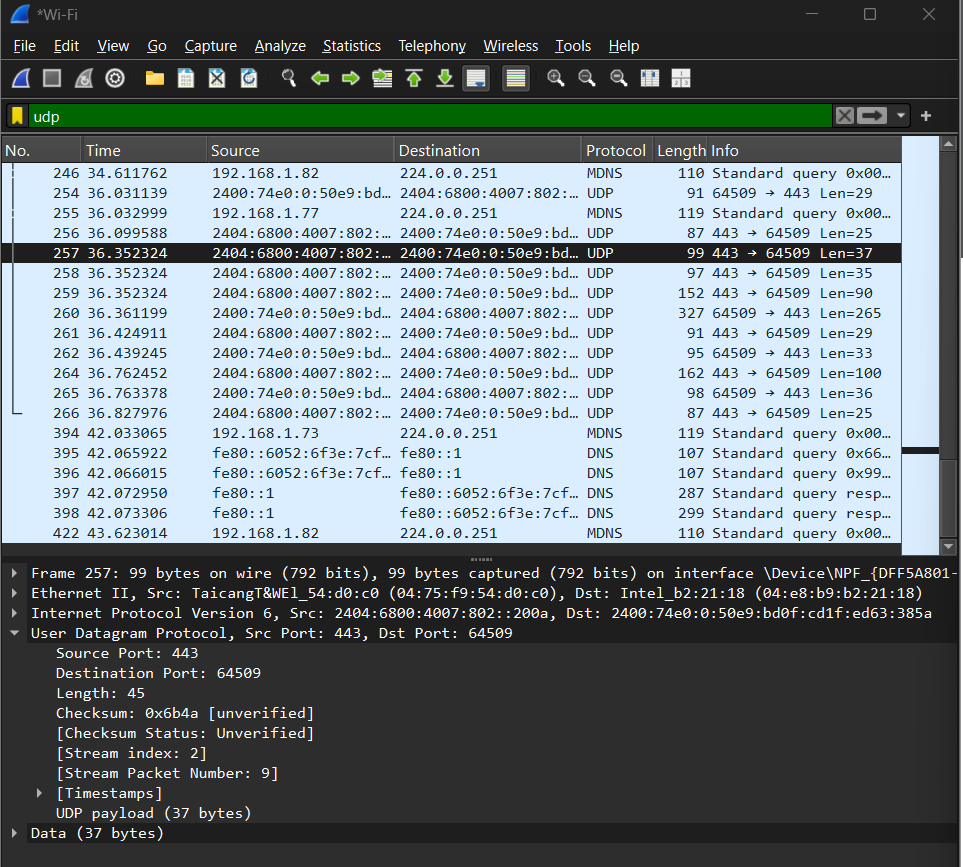 *Wi-Fi
File Edit View Go Capture Analyze Statistics Telephony Wireless Tools Help
udp
No. Time Source Destination Protocol Length Info
246 34.611762 192.168.1.82 224.0.0.251 MDNS 110 Standard query 0x00…
254 36.031139 2400:74e0:0:50e9:bd… 2404:6800:4007:802:… UDP 91 64509 → 443 Len=29
255 36.032999 192.168.1.77 224.0.0.251 MDNS 119 Standard query 0x00…
256 36.099588 2404:6800:4007:802:… 2400:74e0:0:50e9:bd… UDP 87 443 → 64509 Len=25
257 36.352324 2404:6800:4007:802:… 2400:74e0:0:50e9:bd… UDP 99 443 → 64509 Len=37
258 36.352324 2404:6800:4007:802:… 2400:74e0:0:50e9:bd… UDP 97 443 → 64509 Len=35
259 36.352324 2404:6800:4007:802:… 2400:74e0:0:50e9:bd… UDP 152 443 → 64509 Len=90
260 36.361199 2400:74e0:0:50e9:bd… 2404:6800:4007:802:… UDP 327 64509 → 443 Len=265
261 36.424911 2404:6800:4007:802:… 2400:74e0:0:50e9:bd… UDP 91 443 → 64509 Len=29
262 36.439245 2400:74e0:0:50e9:bd… 2404:6800:4007:802:… UDP 95 64509 → 443 Len=33
264 36.762452 2404:6800:4007:802:… 2400:74e0:0:50e9:bd… UDP 162 443 → 64509 Len=100
265 36.763378 2400:74e0:0:50e9:bd… 2404:6800:4007:802:… UDP 98 64509 → 443 Len=36
266 36.827976 2404:6800:4007:802:… 2400:74e0:0:50e9:bd… UDP 87 443 → 64509 Len=25
394 42.033065 192.168.1.73 224.0.0.251 MDNS 119 Standard query 0x00…
395 42.065922 fe80::6052:6f3e:7cf… fe80::1 DNS 107 Standard query 0x66…
396 42.066015 fe80::6052:6f3e:7cf… fe80::1 DNS 107 Standard query 0x99…
397 42.072950 fe80::1 fe80::6052:6f3e:7cf… DNS 287 Standard query resp…
398 42.073306 fe80::1 fe80::6052:6f3e:7cf… DNS 299 Standard query resp…
422 43.623014 192.168.1.82 224.0.0.251 MDNS 110 Standard query 0x00…
Frame 257: 99 bytes on wire (792 bits), 99 bytes captured (792 bits) on interface \Device\NPF_{DFF5A801-
Ethernet II, Src: TaicangT&WEl_54:d0:c0 (04:75:f9:54:d0:c0), Dst: Intel_b2:21:18 (04:e8:b9:b2:21:18)
Internet Protocol Version 6, Src: 2404:6800:4007:802::200a, Dst: 2400:74e0:0:50e9:bd0f:cd1f:ed63:385a
User Datagram Protocol, Src Port: 443, Dst Port: 64509
Source Port: 443
Destination Port: 64509
Length: 45
Checksum: 0x6b4a [unverified]
[Checksum Status: Unverified]
[Stream index: 2]
[Stream Packet Number: 9]
[Timestamps]
UDP payload (37 bytes)
Data (37 bytes)